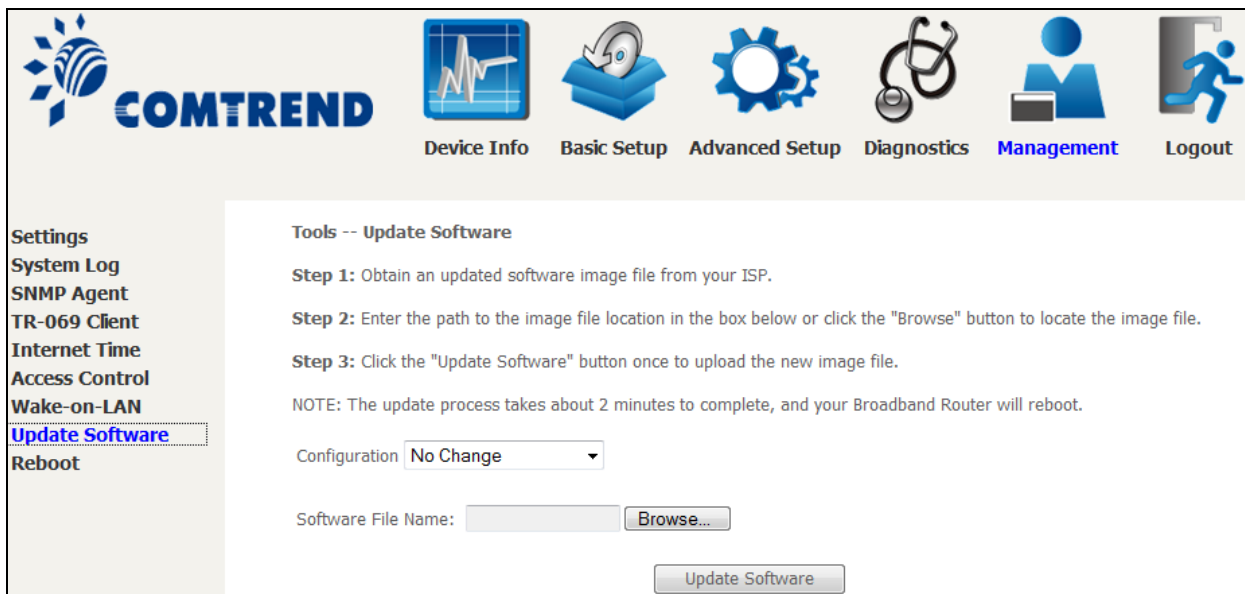 COMTREND
Device Info
Basic Setup
Advanced Setup
Diagnostics
Management
Logout
Settings
System Log
SNMP Agent
TR-069 Client
Internet Time
Access Control
Wake-on-LAN
Update Software
Reboot
Tools -- Update Software
Step 1: Obtain an updated software image file from your ISP.
Step 2: Enter the path to the image file location in the box below or click the "Browse" button to locate the image file.
Step 3: Click the "Update Software" button once to upload the new image file.
NOTE: The update process takes about 2 minutes to complete, and your Broadband Router will reboot.
Configuration No Change
Software File Name: Browse...
Update Software